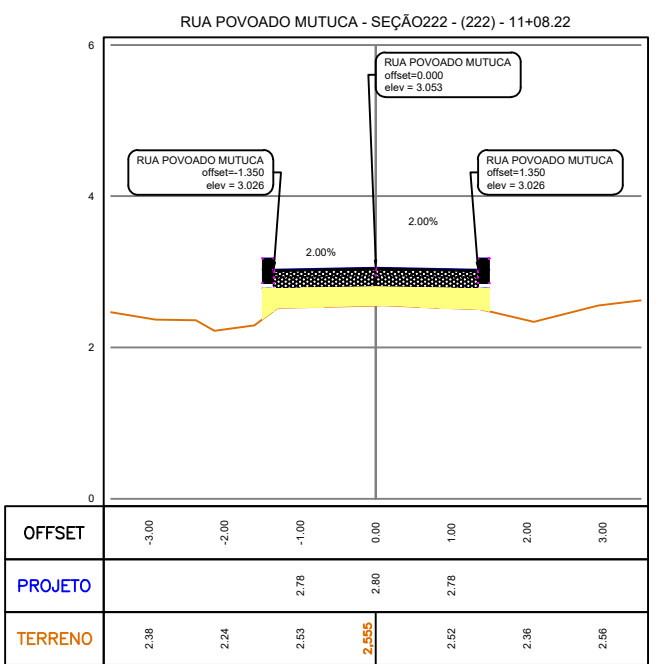 RUA POVOADO MUTUCA - SEÇÃO222 - (222) - 11+08.22
6
RUA POVOADO MUTUCA
offset=0.000
elev = 3.053
RUA POVOADO MUTUCA
offset=-1.350
elev = 3.026
RUA POVOADO MUTUCA
offset=1.350
elev = 3.026
4
2.00%
2.00%
2
0
OFFSET -3.00 -2.00 -1.00 0.00 1.00 2.00 3.00
PROJETO 2.78 2.80 2.78
TERRENO 2.38 2.24 2.53 2,555 2.52 2.36 2.56